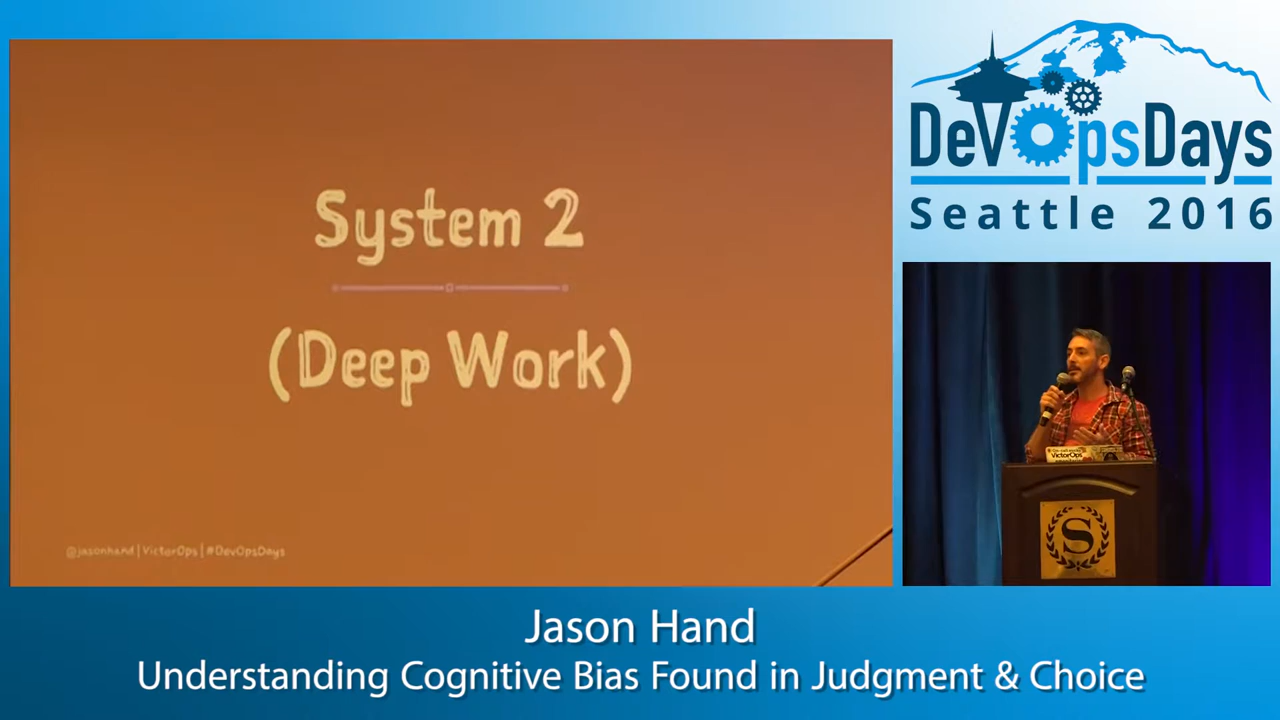 System 2
(Deep Work)
@jasonhand | VictorOps | #DevOpsDays
DevOpsDays
Seattle 2016
VictorOps
S
Jason Hand
Understanding Cognitive Bias Found in Judgment & Choice